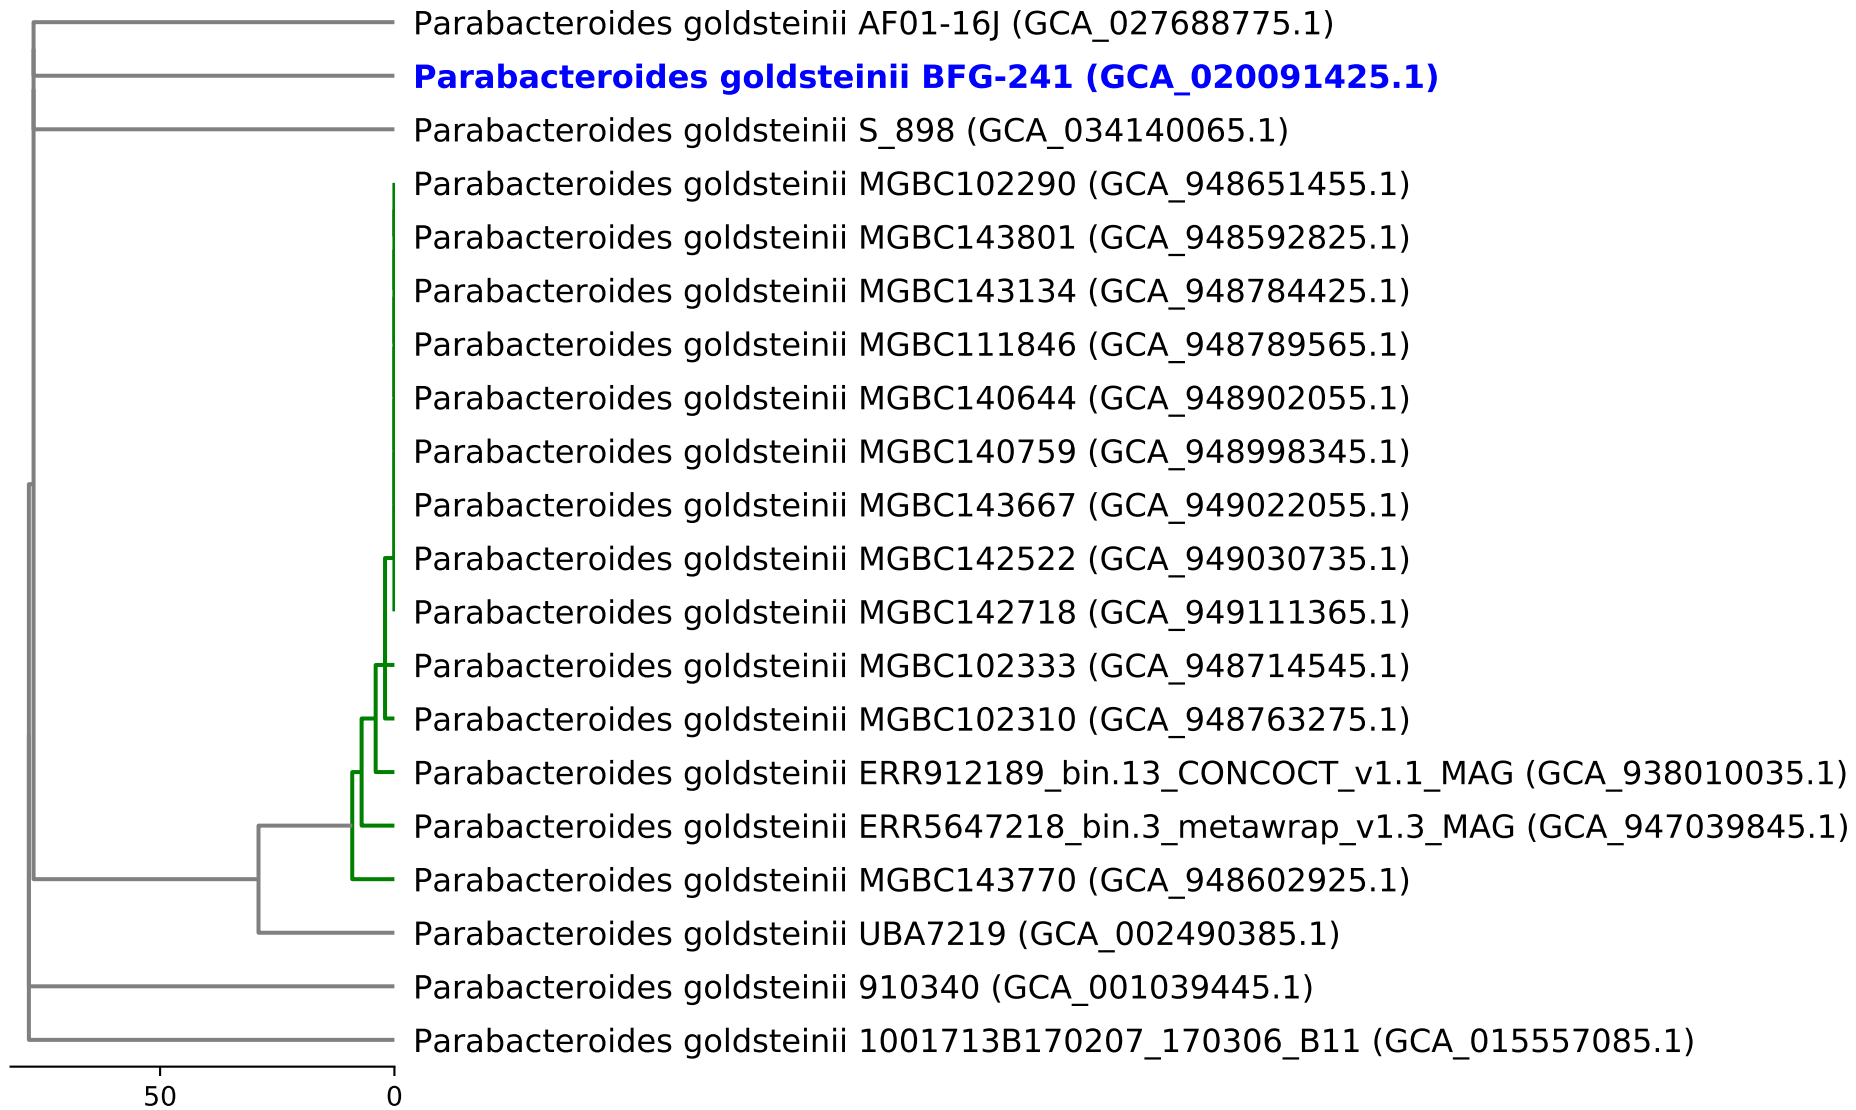 Parabacteroides goldsteinii AF01-16J (GCA_027688775.1)
Parabacteroides goldsteinii BFG-241 (GCA_020091425.1)
Parabacteroides goldsteinii S_898 (GCA_034140065.1)
Parabacteroides goldsteinii MGBC102290 (GCA_948651455.1)
Parabacteroides goldsteinii MGBC143801 (GCA_948592825.1)
Parabacteroides goldsteinii MGBC143134 (GCA_948784425.1)
Parabacteroides goldsteinii MGBC111846 (GCA_948789565.1)
Parabacteroides goldsteinii MGBC140644 (GCA_948902055.1)
Parabacteroides goldsteinii MGBC140759 (GCA_948998345.1)
Parabacteroides goldsteinii MGBC143667 (GCA_949022055.1)
Parabacteroides goldsteinii MGBC142522 (GCA_949030735.1)
Parabacteroides goldsteinii MGBC142718 (GCA_949111365.1)
Parabacteroides goldsteinii MGBC102333 (GCA_948714545.1)
Parabacteroides goldsteinii MGBC102310 (GCA_948763275.1)
Parabacteroides goldsteinii ERR912189_bin.13_CONCOCT_v1.1_MAG (GCA_938010035.1)
Parabacteroides goldsteinii ERR5647218_bin.3_metawrap_v1.3_MAG (GCA_947039845.1)
Parabacteroides goldsteinii MGBC143770 (GCA_948602925.1)
Parabacteroides goldsteinii UBA7219 (GCA_002490385.1)
Parabacteroides goldsteinii 910340 (GCA_001039445.1)
Parabacteroides goldsteinii 1001713B170207_170306_B11 (GCA_015557085.1)
50 0